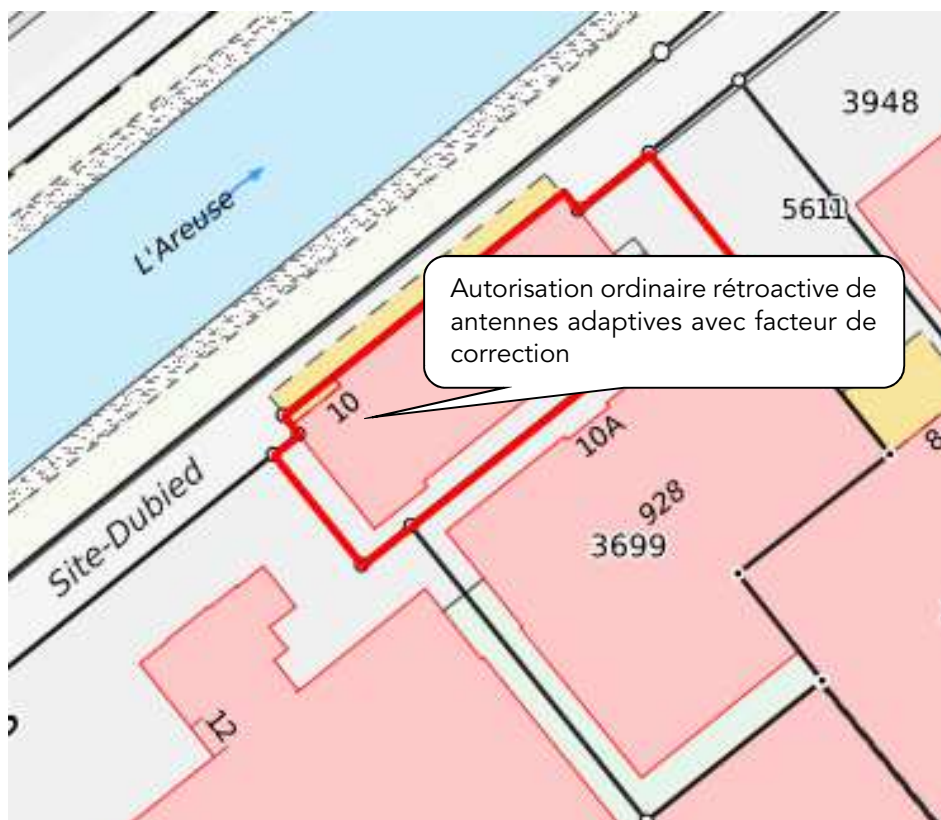 3948
5611
L'Areuse
Autorisation ordinaire rétroactive de
antennes adaptives avec facteur de
correction
10
10A
8
928
3699
Site-Dubied
12